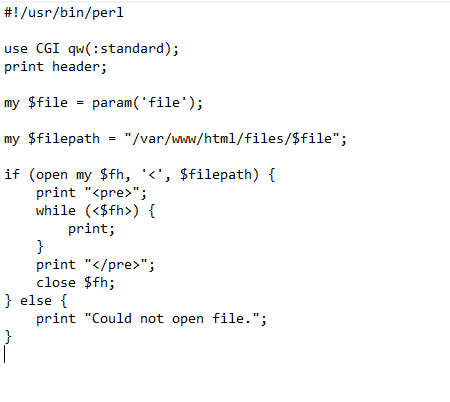 #!/usr/bin/perl

use CGI qw(:standard);
print header;

my $file = param('file');

my $filepath = "/var/www/html/files/$file";

if (open my $fh, '<', $filepath) {
    print "<pre>";
    while (<$fh>) {
        print;
    }
    print "</pre>";
    close $fh;
} else {
    print "Could not open file.";
}